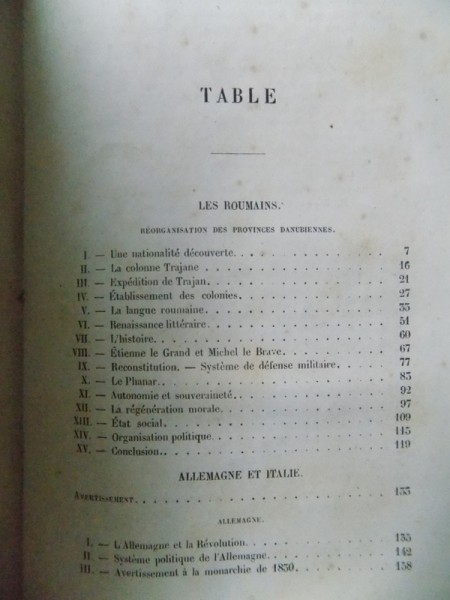 TABLE
LES ROUMAINS.
RÉORGANISATION DES PROVINCES DANUBIENNES.
I. — Une nationalité découverte. 7
II. — La colonne Trajane 16
III. — Expédition de Trajan. 21
IV. — Établissement des colonies. 27
V. — La langue roumaine. 35
VI. — Renaissance littéraire. 51
VII. — L'histoire. 60
VIII. — Étienne le Grand et Michel le Brave. 67
IX. — Reconstitution. — Système de défense militaire. 77
X. — Le Phanar. 85
XI. — Autonomie et souveraineté. 92
XII. — La régénération morale. 97
XIII. — État social. 109
XIV. — Organisation politique. 115
XV. — Conclusion. 119
ALLEMAGNE ET ITALIE.
AVERTISSEMENT. 133
ALLEMAGNE.
I. — L'Allemagne et la Révolution. 135
II. — Système politique de l'Allemagne. 142
III. — Avertissement à la monarchie de 1830. 158